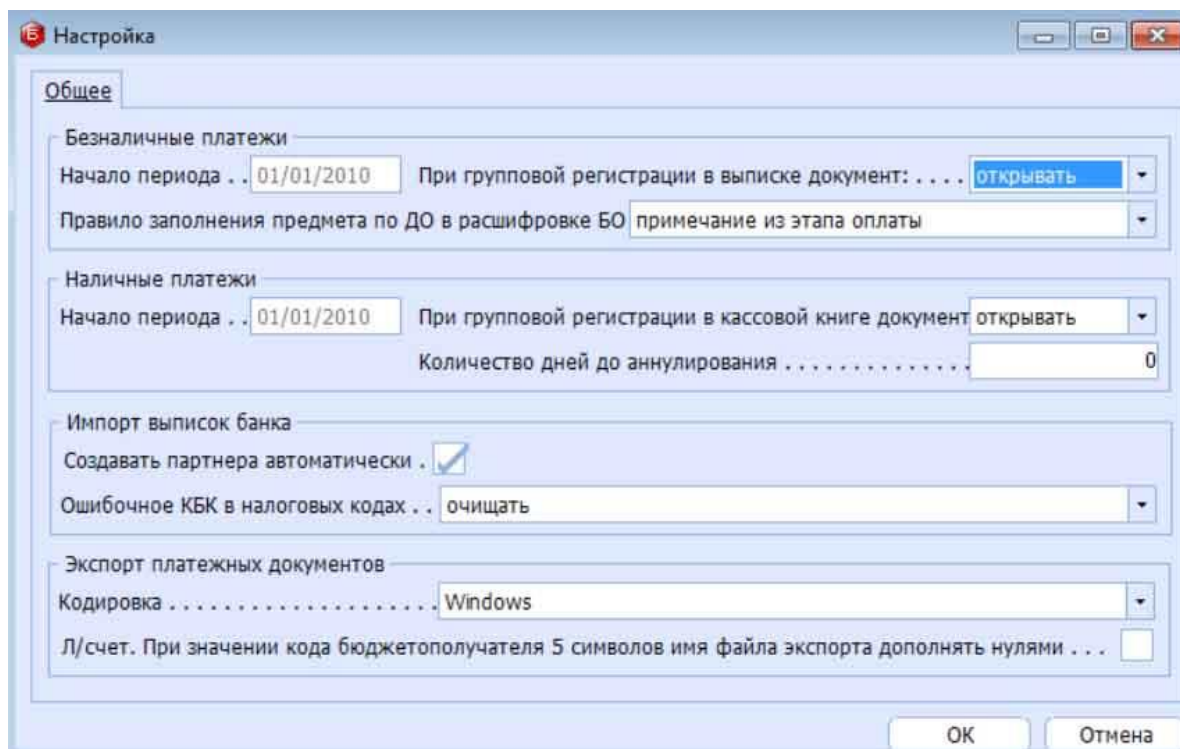 Настройка
Общее
Безналичные платежи
Начало периода . . 01/01/2010 При групповой регистрации в выписке документ: . . . . открывать
Правило заполнения предмета по ДО в расшифровке БО примечание из этапа оплаты
Наличные платежи
Начало периода . . 01/01/2010 При групповой регистрации в кассовой книге документ открывать
Количество дней до аннулирования . . . . . . . . . . . . . . 0
Импорт выписок банка
Создавать партнера автоматически .
Ошибочное КБК в налоговых кодах . . очищать
Экспорт платежных документов
Кодировка . . . . . . . . . . . . . . . . . . . . Windows
Л/счет. При значении кода бюджетополучателя 5 символов имя файла экспорта дополнять нулями . . .
ОК Отмена